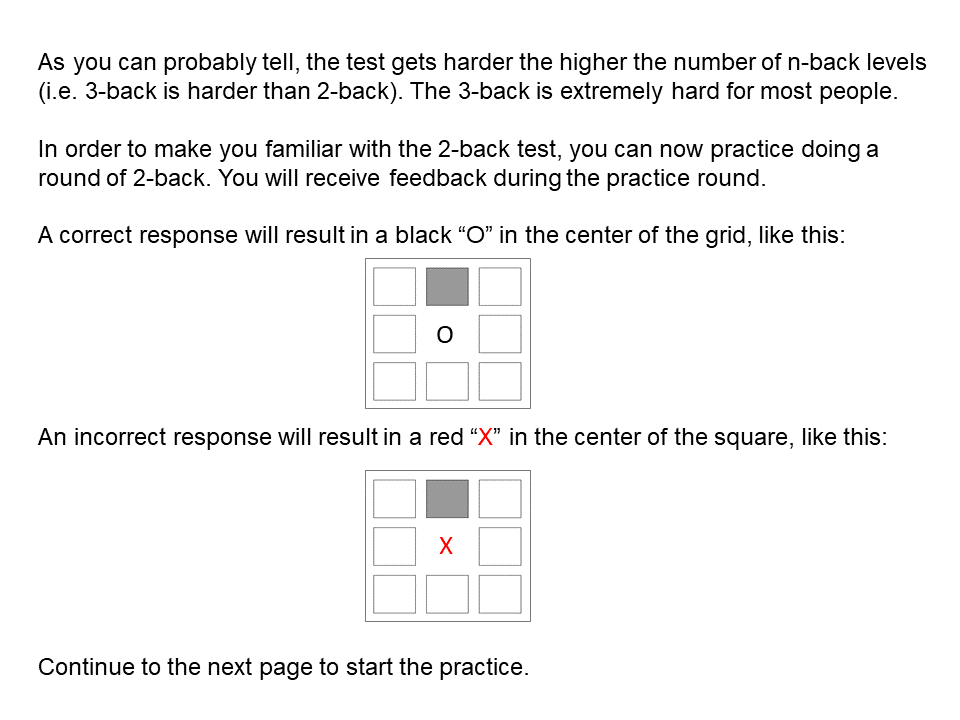 As you can probably tell, the test gets harder the higher the number of n-back levels
(i.e. 3-back is harder than 2-back). The 3-back is extremely hard for most people.
In order to make you familiar with the 2-back test, you can now practice doing a
round of 2-back. You will receive feedback during the practice round.
A correct response will result in a black “O” in the center of the grid, like this:
O
An incorrect response will result in a red “X” in the center of the square, like this:
X
Continue to the next page to start the practice.